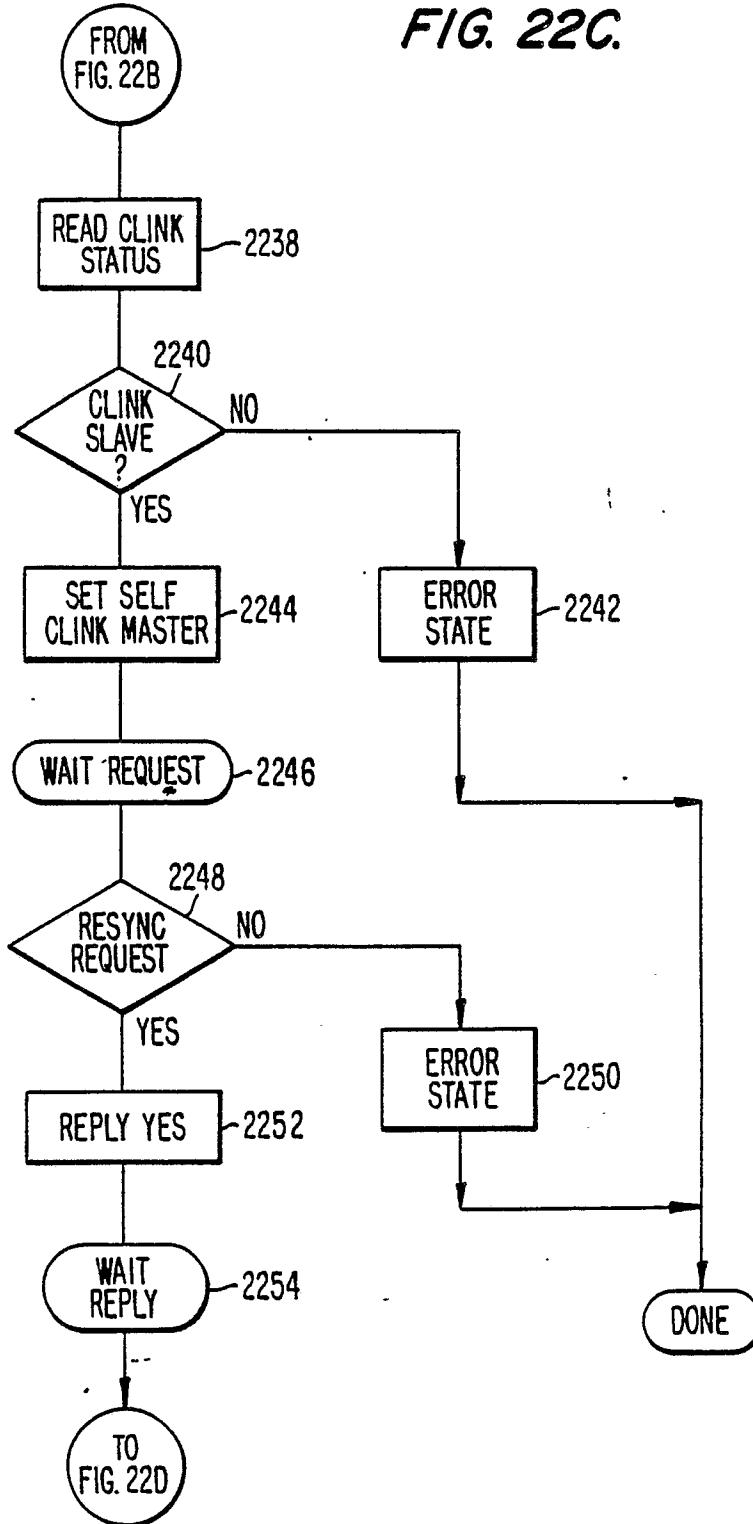 FIG. 22C.
FROM
FIG. 22B
READ CLINK
STATUS
2238
2240
CLINK
SLAVE
?
NO
YES
SET SELF
CLINK MASTER
2244
ERROR
STATE
2242
WAIT REQUEST
2246
2248
RESYNC
REQUEST
NO
YES
ERROR
STATE
2250
REPLY YES
2252
WAIT
REPLY
2254
DONE
TO
FIG. 22D